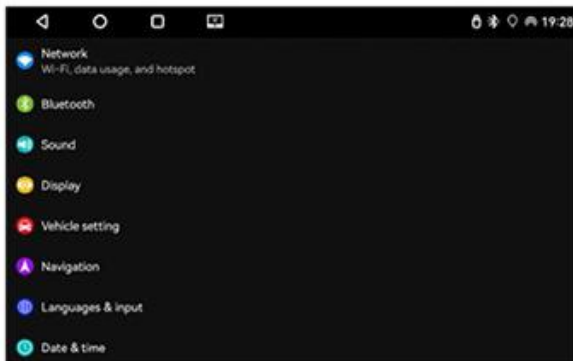 19:28
Network
Wi-Fi, data usage, and hotspot
Bluetooth
Sound
Display
Vehicle setting
Navigation
Languages & input
Date & time